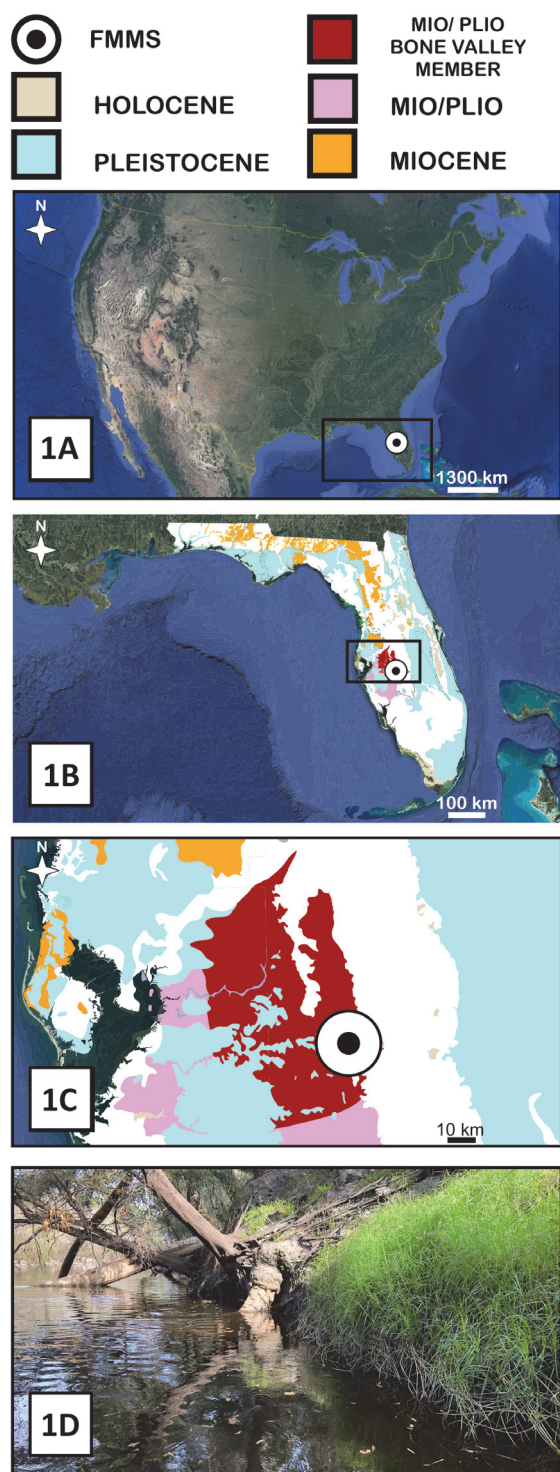 FMMS
MIO/ PLIO
BONE VALLEY
MEMBER
HOLOCENE
MIO/PLIO
PLEISTOCENE
MIOCENE
N
1A
1300 km
N
1B
100 km
N
1C
10 km
1D